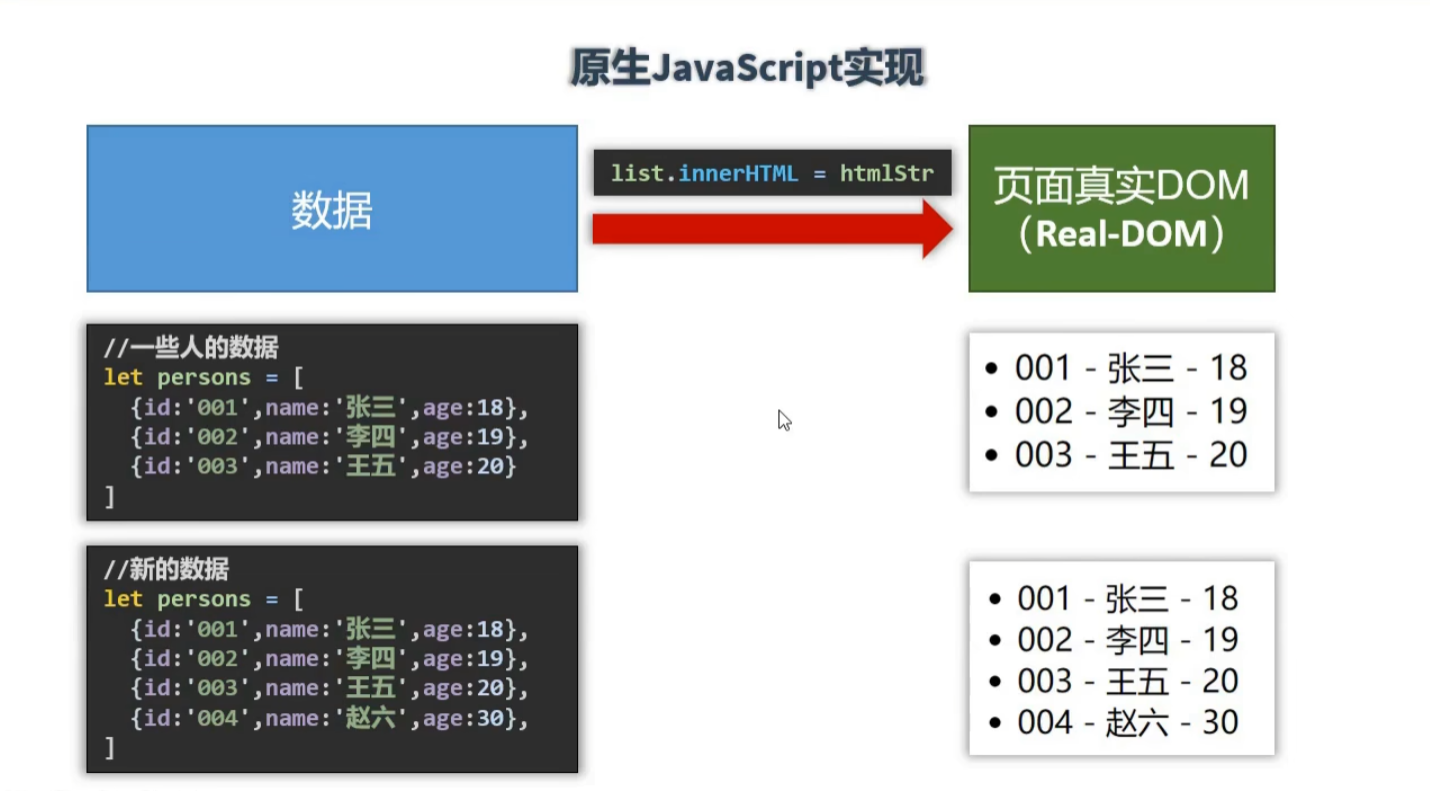 原生JavaScript实现
数据
list.innerHTML = htmlStr
页面真实DOM
（Real-DOM）
//一些人的数据
let persons = [
{id:'001',name:'张三',age:18},
{id:'002',name:'李四',age:19},
{id:'003',name:'王五',age:20}
]
• 001 - 张三 - 18
• 002 - 李四 - 19
• 003 - 王五 - 20
//新的数据
let persons = [
{id:'001',name:'张三',age:18},
{id:'002',name:'李四',age:19},
{id:'003',name:'王五',age:20},
{id:'004',name:'赵六',age:30},
]
• 001 - 张三 - 18
• 002 - 李四 - 19
• 003 - 王五 - 20
• 004 - 赵六 - 30